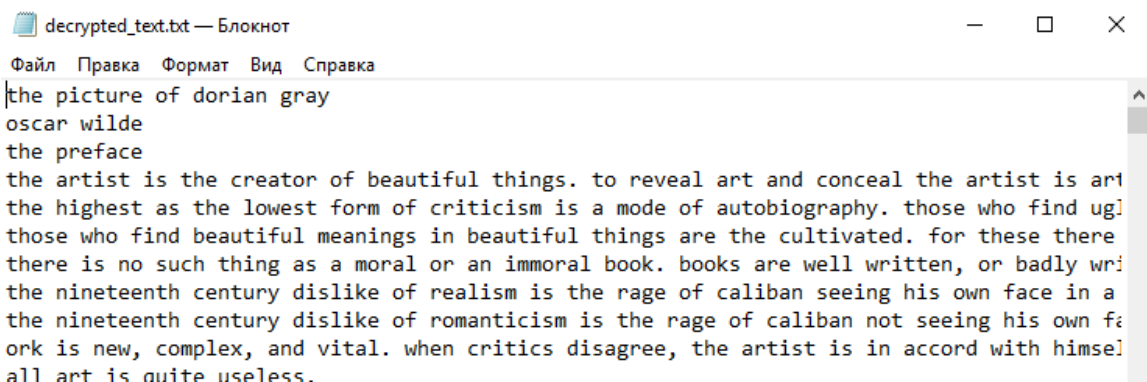 decrypted_text.txt — Блокнот
Файл Правка Формат Вид Справка
the picture of dorian gray
oscar wilde
the preface
the artist is the creator of beautiful things. to reveal art and conceal the artist is art
the highest as the lowest form of criticism is a mode of autobiography. those who find ugl
those who find beautiful meanings in beautiful things are the cultivated. for these there
there is no such thing as a moral or an immoral book. books are well written, or badly wri
the nineteenth century dislike of realism is the rage of caliban seeing his own face in a
the nineteenth century dislike of romanticism is the rage of caliban not seeing his own fa
ork is new, complex, and vital. when critics disagree, the artist is in accord with himsel
all art is quite useless.